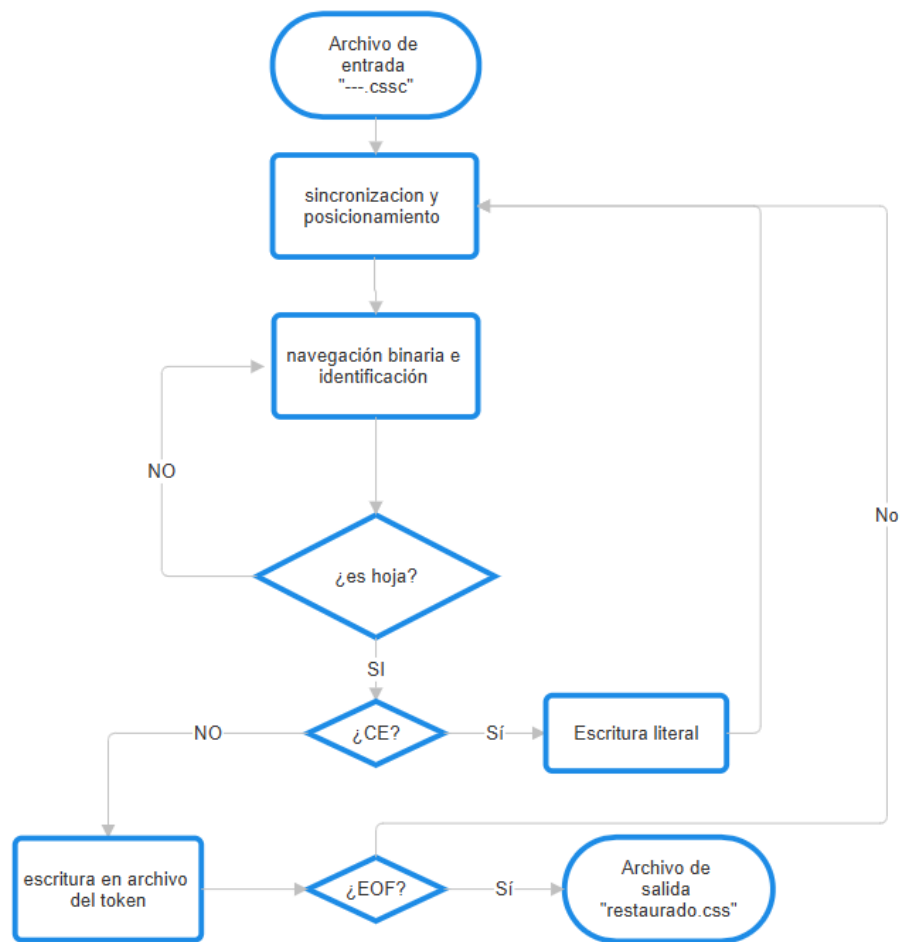 Archivo de
entrada
"---.cssc"
sincronizacion y
posicionamiento
navegación binaria e
identificación
NO
No
¿es hoja?
SI
NO
¿CE?
Sí
Escritura literal
escritura en archivo
del token
¿EOF?
Sí
Archivo de
salida
"restaurado.css"